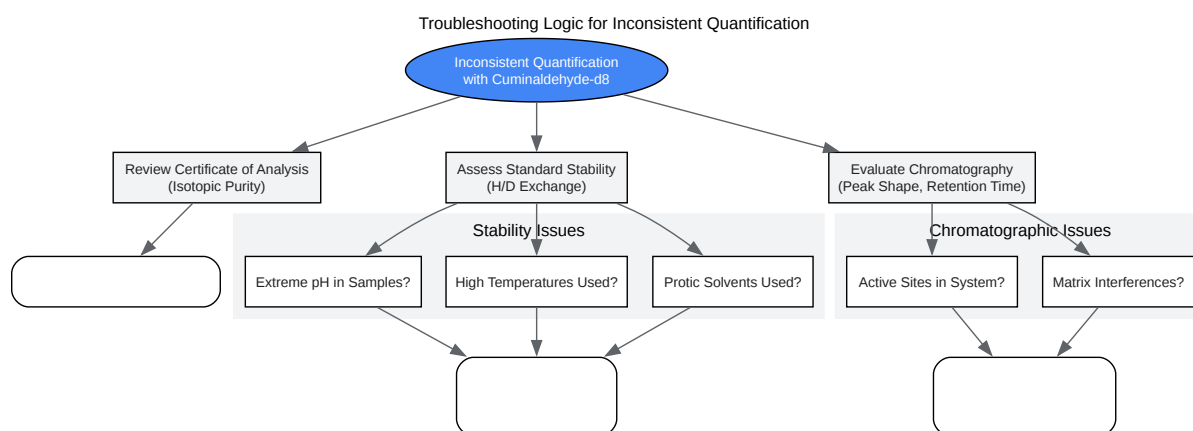 Troubleshooting Logic for Inconsistent Quantification
Inconsistent Quantification
with Cuminaldehyde-d8
Review Certificate of Analysis
(Isotopic Purity)
Assess Standard Stability
(H/D Exchange)
Evaluate Chromatography
(Peak Shape, Retention Time)
Stability Issues
Chromatographic Issues
Extreme pH in Samples?
High Temperatures Used?
Protic Solvents Used?
Active Sites in System?
Matrix Interferences?